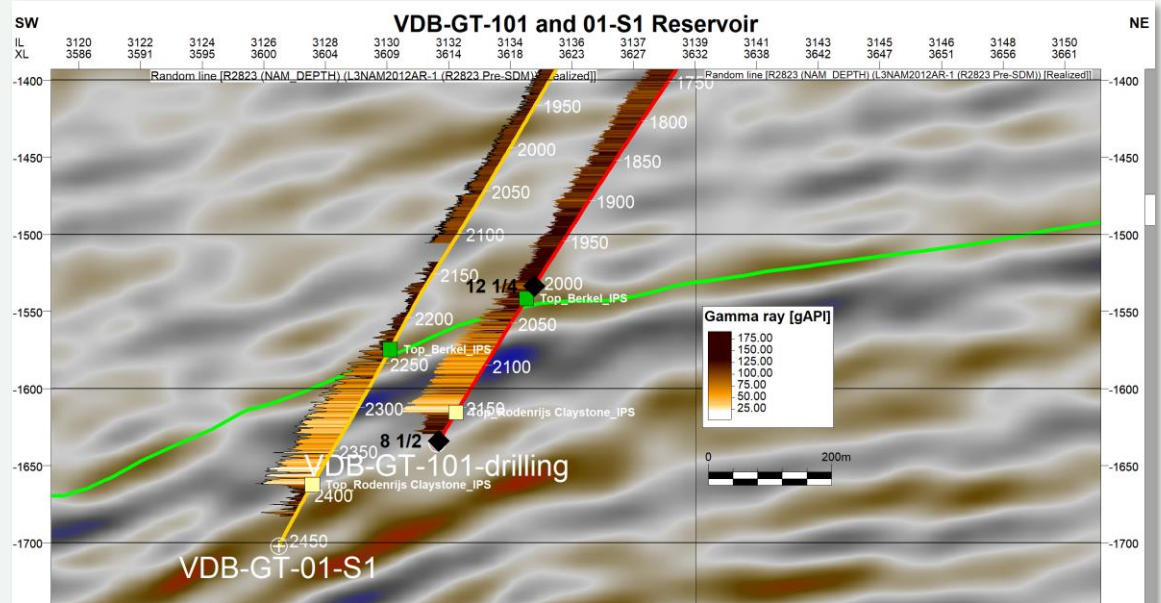 VDB-GT-101 and 01-S1 Reservoir
SW
NE
IL 3120 3122 3124 3126 3128 3130 3132 3134 3136 3137 3139 3141 3142 3145 3146 3148 3150
XL 3586 3591 3595 3600 3604 3609 3614 3618 3623 3627 3632 3638 3642 3647 3651 3656 3661
Random line [R2823 (NAM_DEPTH) (L3NAM2012AR-1 (R2823 Pre-SDM)) [Realized]]
Random line [R2823 (NAM_DEPTH) (L3NAM2012AR-1 (R2823 Pre-SDM)) [Realized]]
-1400 -1400
1750
1950
1800
2000
1850
-1450 -1450
2050
1900
2100
1950
-1500 -1500
2150
12 1/4
2000
Top_Berkel_IPS
2200
2050
-1550 -1550
Top_Berkel_IPS
2250
2100
-1600 -1600
2300
2150
Top_Rodenrijs Claystone_IPS
8 1/2
2350
VDB-GT-101-drilling
-1650 -1650
Top_Rodenrijs Claystone_IPS
2400
2450
-1700 -1700
VDB-GT-01-S1
Gamma ray [gAPI]
175.00
150.00
125.00
100.00
75.00
50.00
25.00
0 200m